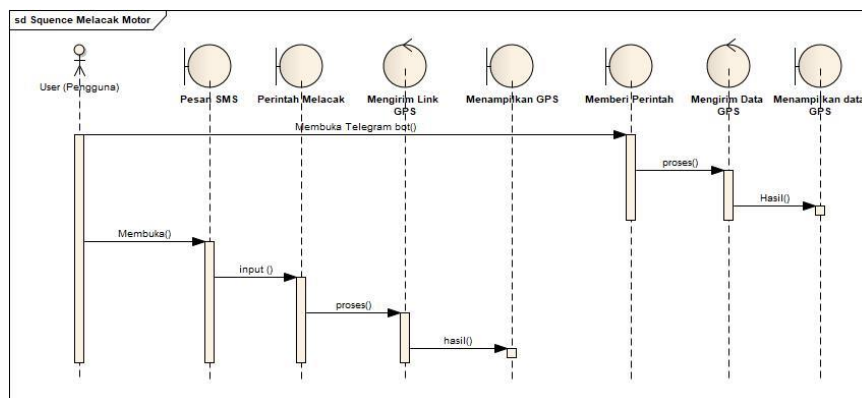 sd Squence Melacak Motor
User (Pengguna)
Pesan SMS
Perintah Melacak
Mengirim Link
GPS
Menampilkan GPS
Memberi Perintah
Mengirim Data
GPS
Menampilkan data
GPS
Membuka Telegram bot()
proses()
Hasil()
Membuka()
input ()
proses()
hasil()